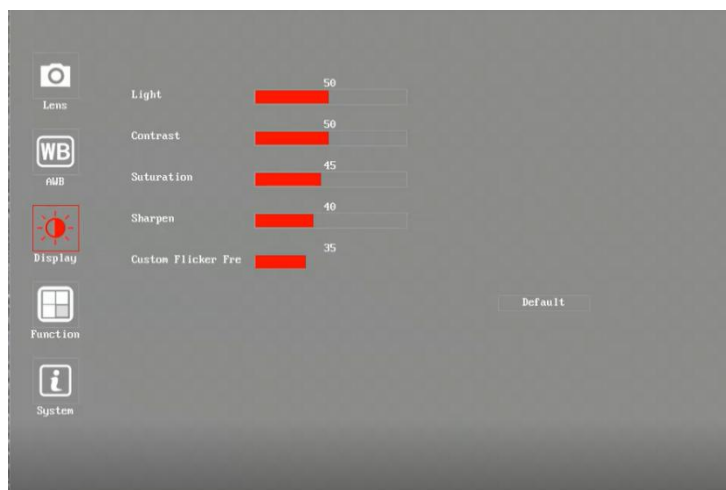 Lens
WB
AWB
Display
Function
i
System
Light
50
Contrast
50
Suturation
45
Sharpen
40
Custom Flicker Fre
35
Default